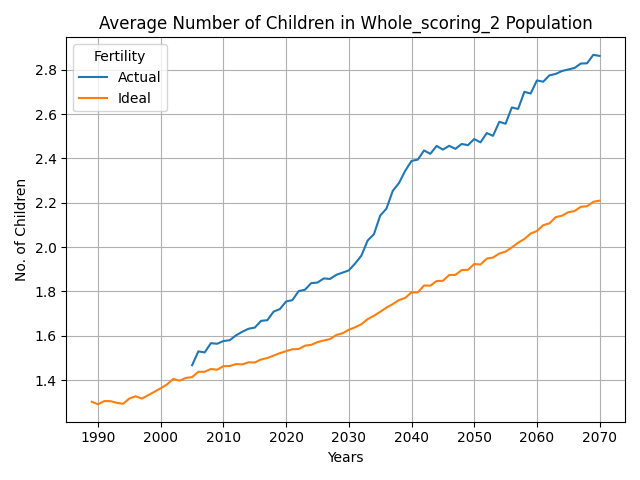 Average Number of Children in Whole_scoring_2 Population
Fertility
Actual
Ideal
No. of Children
2.8
2.6
2.4
2.2
2.0
1.8
1.6
1.4
1990 2000 2010 2020 2030 2040 2050 2060 2070
Years